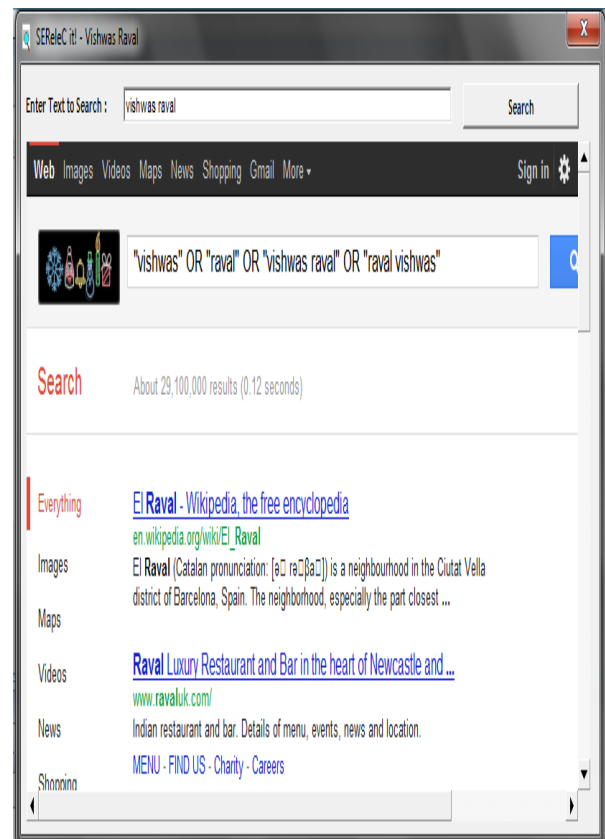 SEReleC it! - Vishwas Raval
Enter Text to Search : vishwas raval Search
Web Images Videos Maps News Shopping Gmail More Sign in
"vishwas" OR "raval" OR "vishwas raval" OR "raval vishwas"
Search About 29,100,000 results (0.12 seconds)
Everything
Images
Maps
Videos
News
Shopping
El Raval - Wikipedia, the free encyclopedia
en.wikipedia.org/wiki/El_Raval
El Raval (Catalan pronunciation: [ə▯ rə▯βa▯]) is a neighbourhood in the Ciutat Vella
district of Barcelona, Spain. The neighborhood, especially the part closest ...
Raval Luxury Restaurant and Bar in the heart of Newcastle and ...
www.ravaluk.com/
Indian restaurant and bar. Details of menu, events, news and location.
MENU - FIND US - Charity - Careers